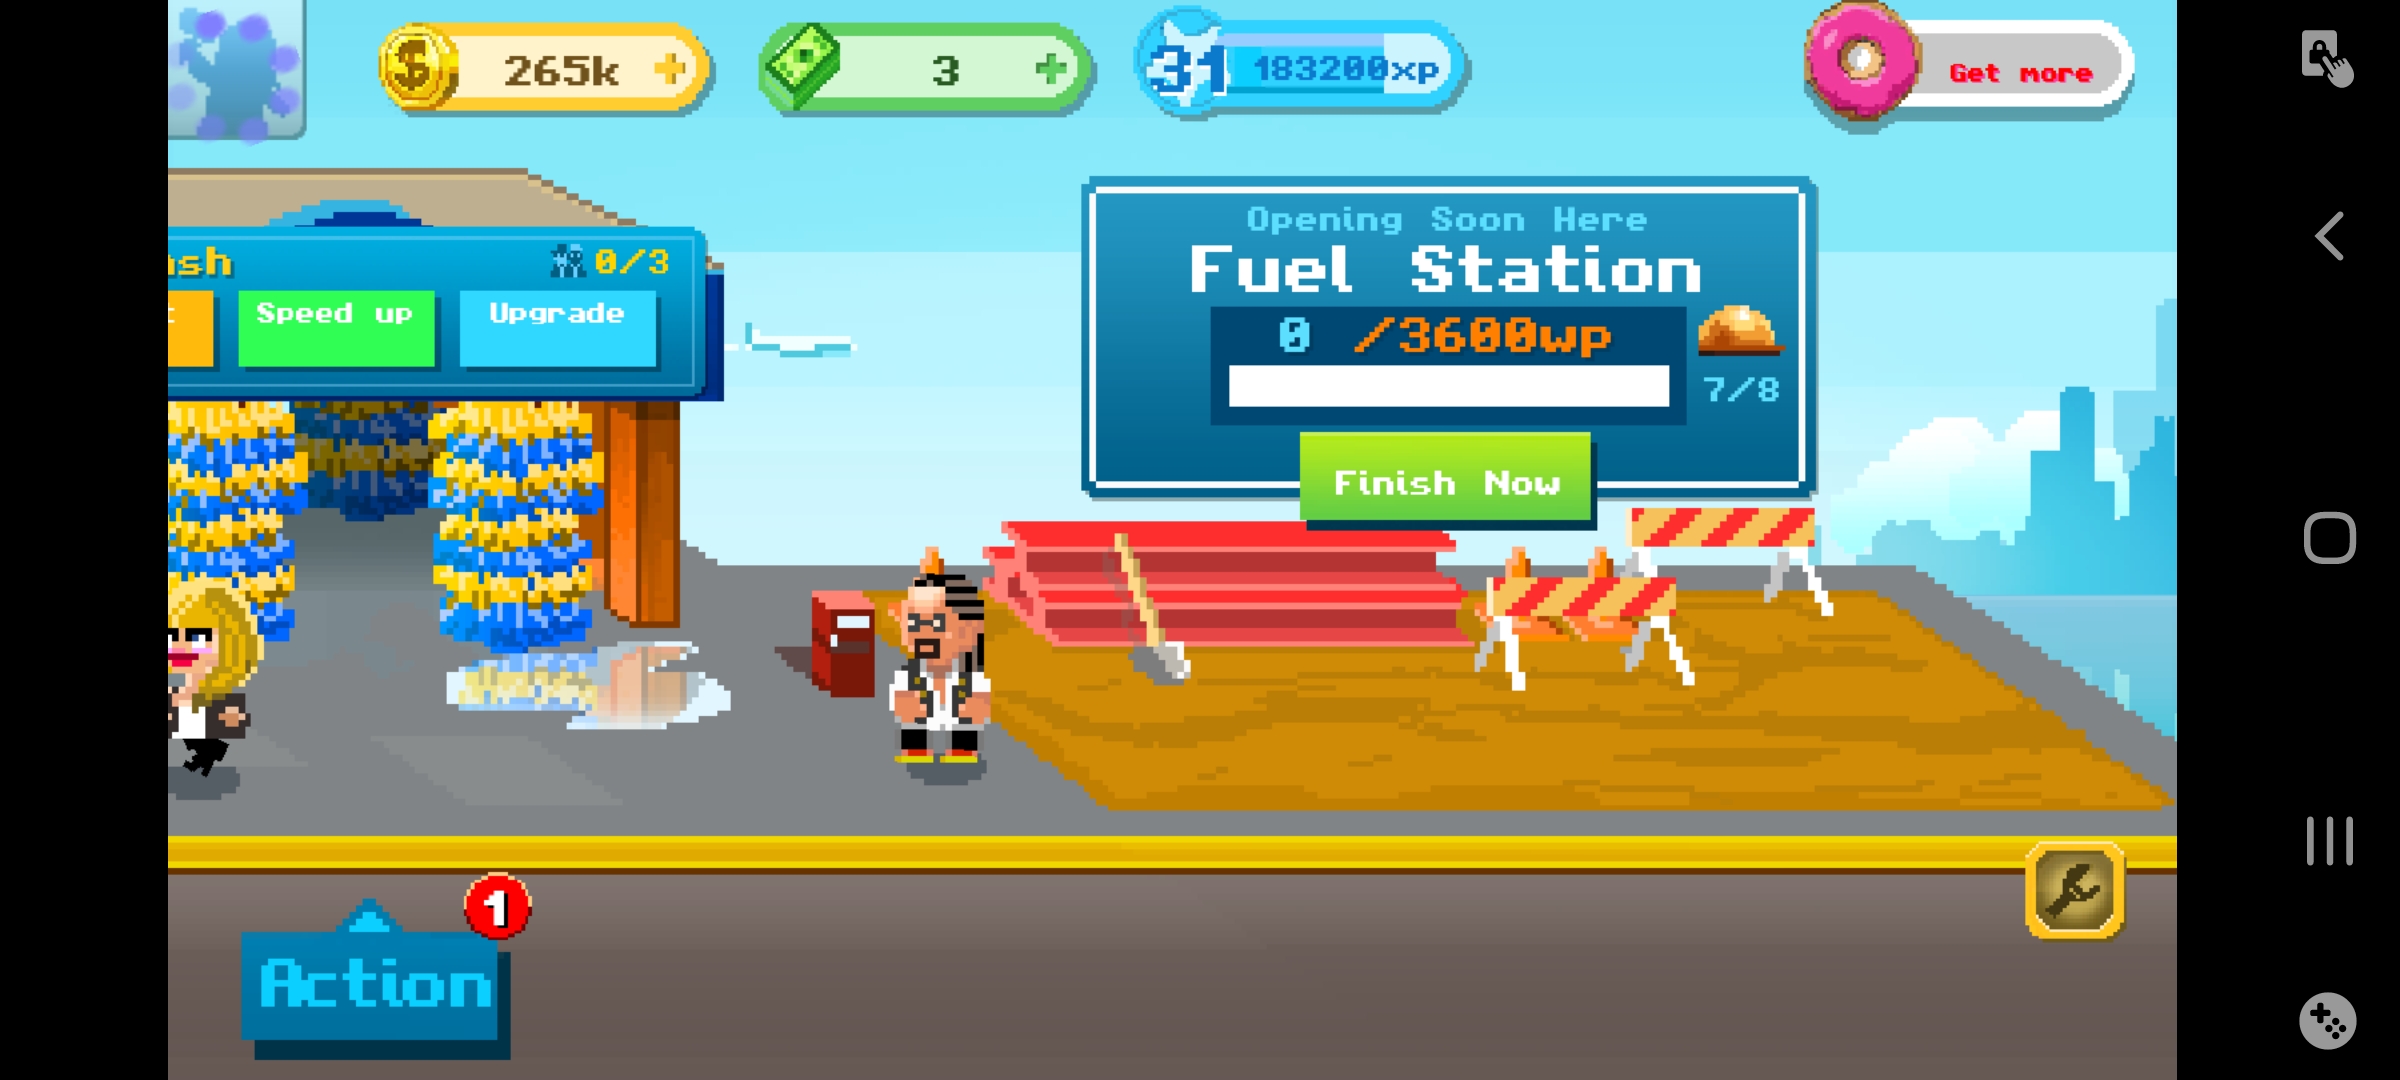 265k
3
31 183200xp
Get more
0/3
Speed up
Upgrade
Opening Soon Here
Fuel Station
0 /3600wp
7/8
Finish Now
1
Action